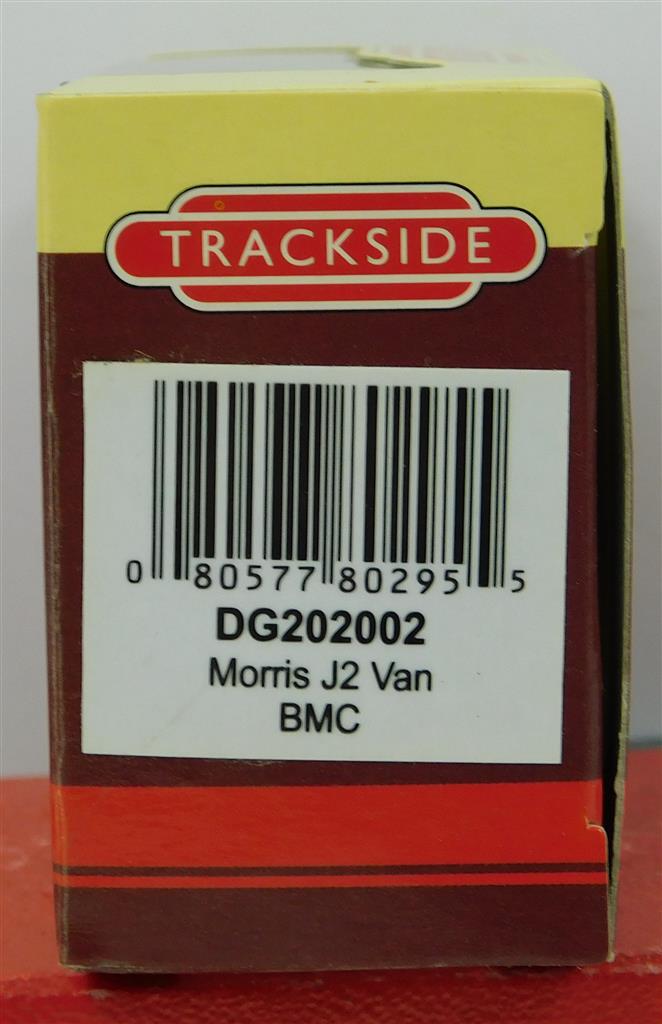 TRACKSIDE
0 80577 80295 5
DG202002
Morris J2 Van
BMC